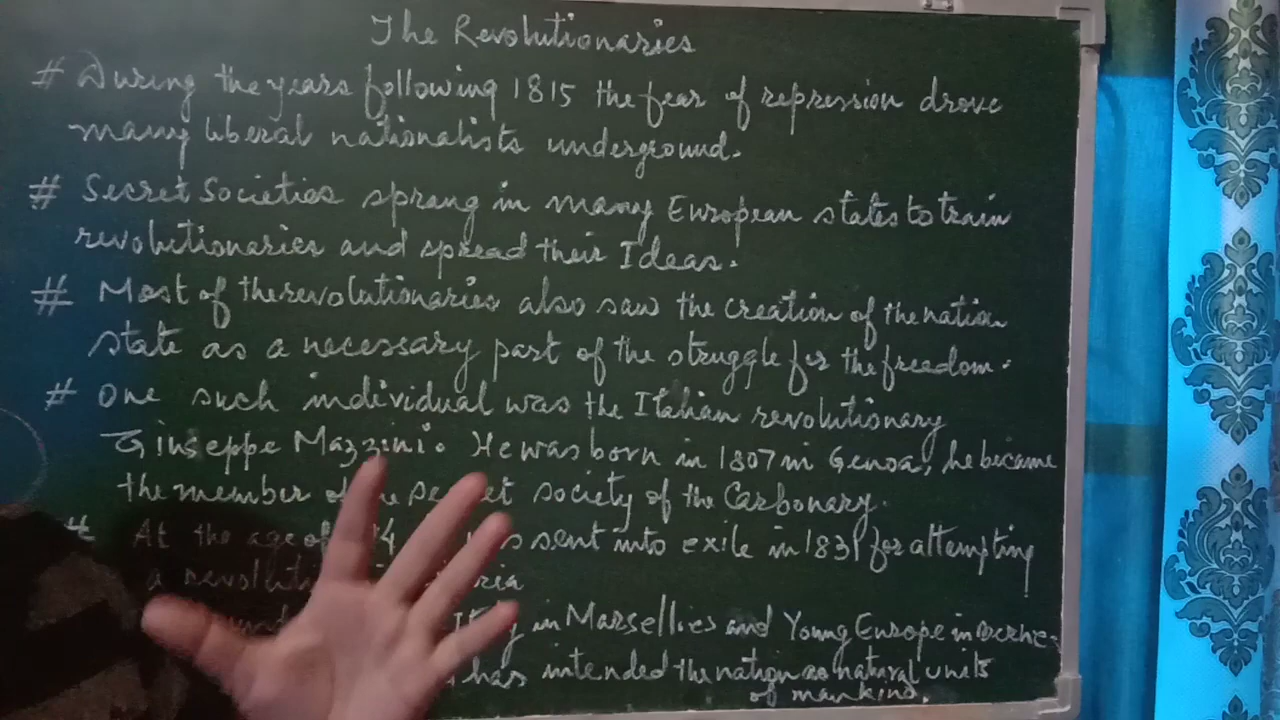 The Revolutionaries
# During the years following 1815 the fear of repression drove
many liberal nationalists underground.
# Secret Societies sprang in many European states to train
revolutionaries and spread their Ideas.
# Most of the revolutionaries also saw the creation of the nation
state as a necessary part of the struggle for the freedom.
# One such individual was the Italian revolutionary
Giuseppe Mazzini. He was born in 1807 in Genoa, he became
the member of the secret society of the Carbonary.
# At the age of 24 sent into exile in 1831 for attempting
a revolution
in Marsellies and Young Europe in
has intended the nation as natural units
of mankind.